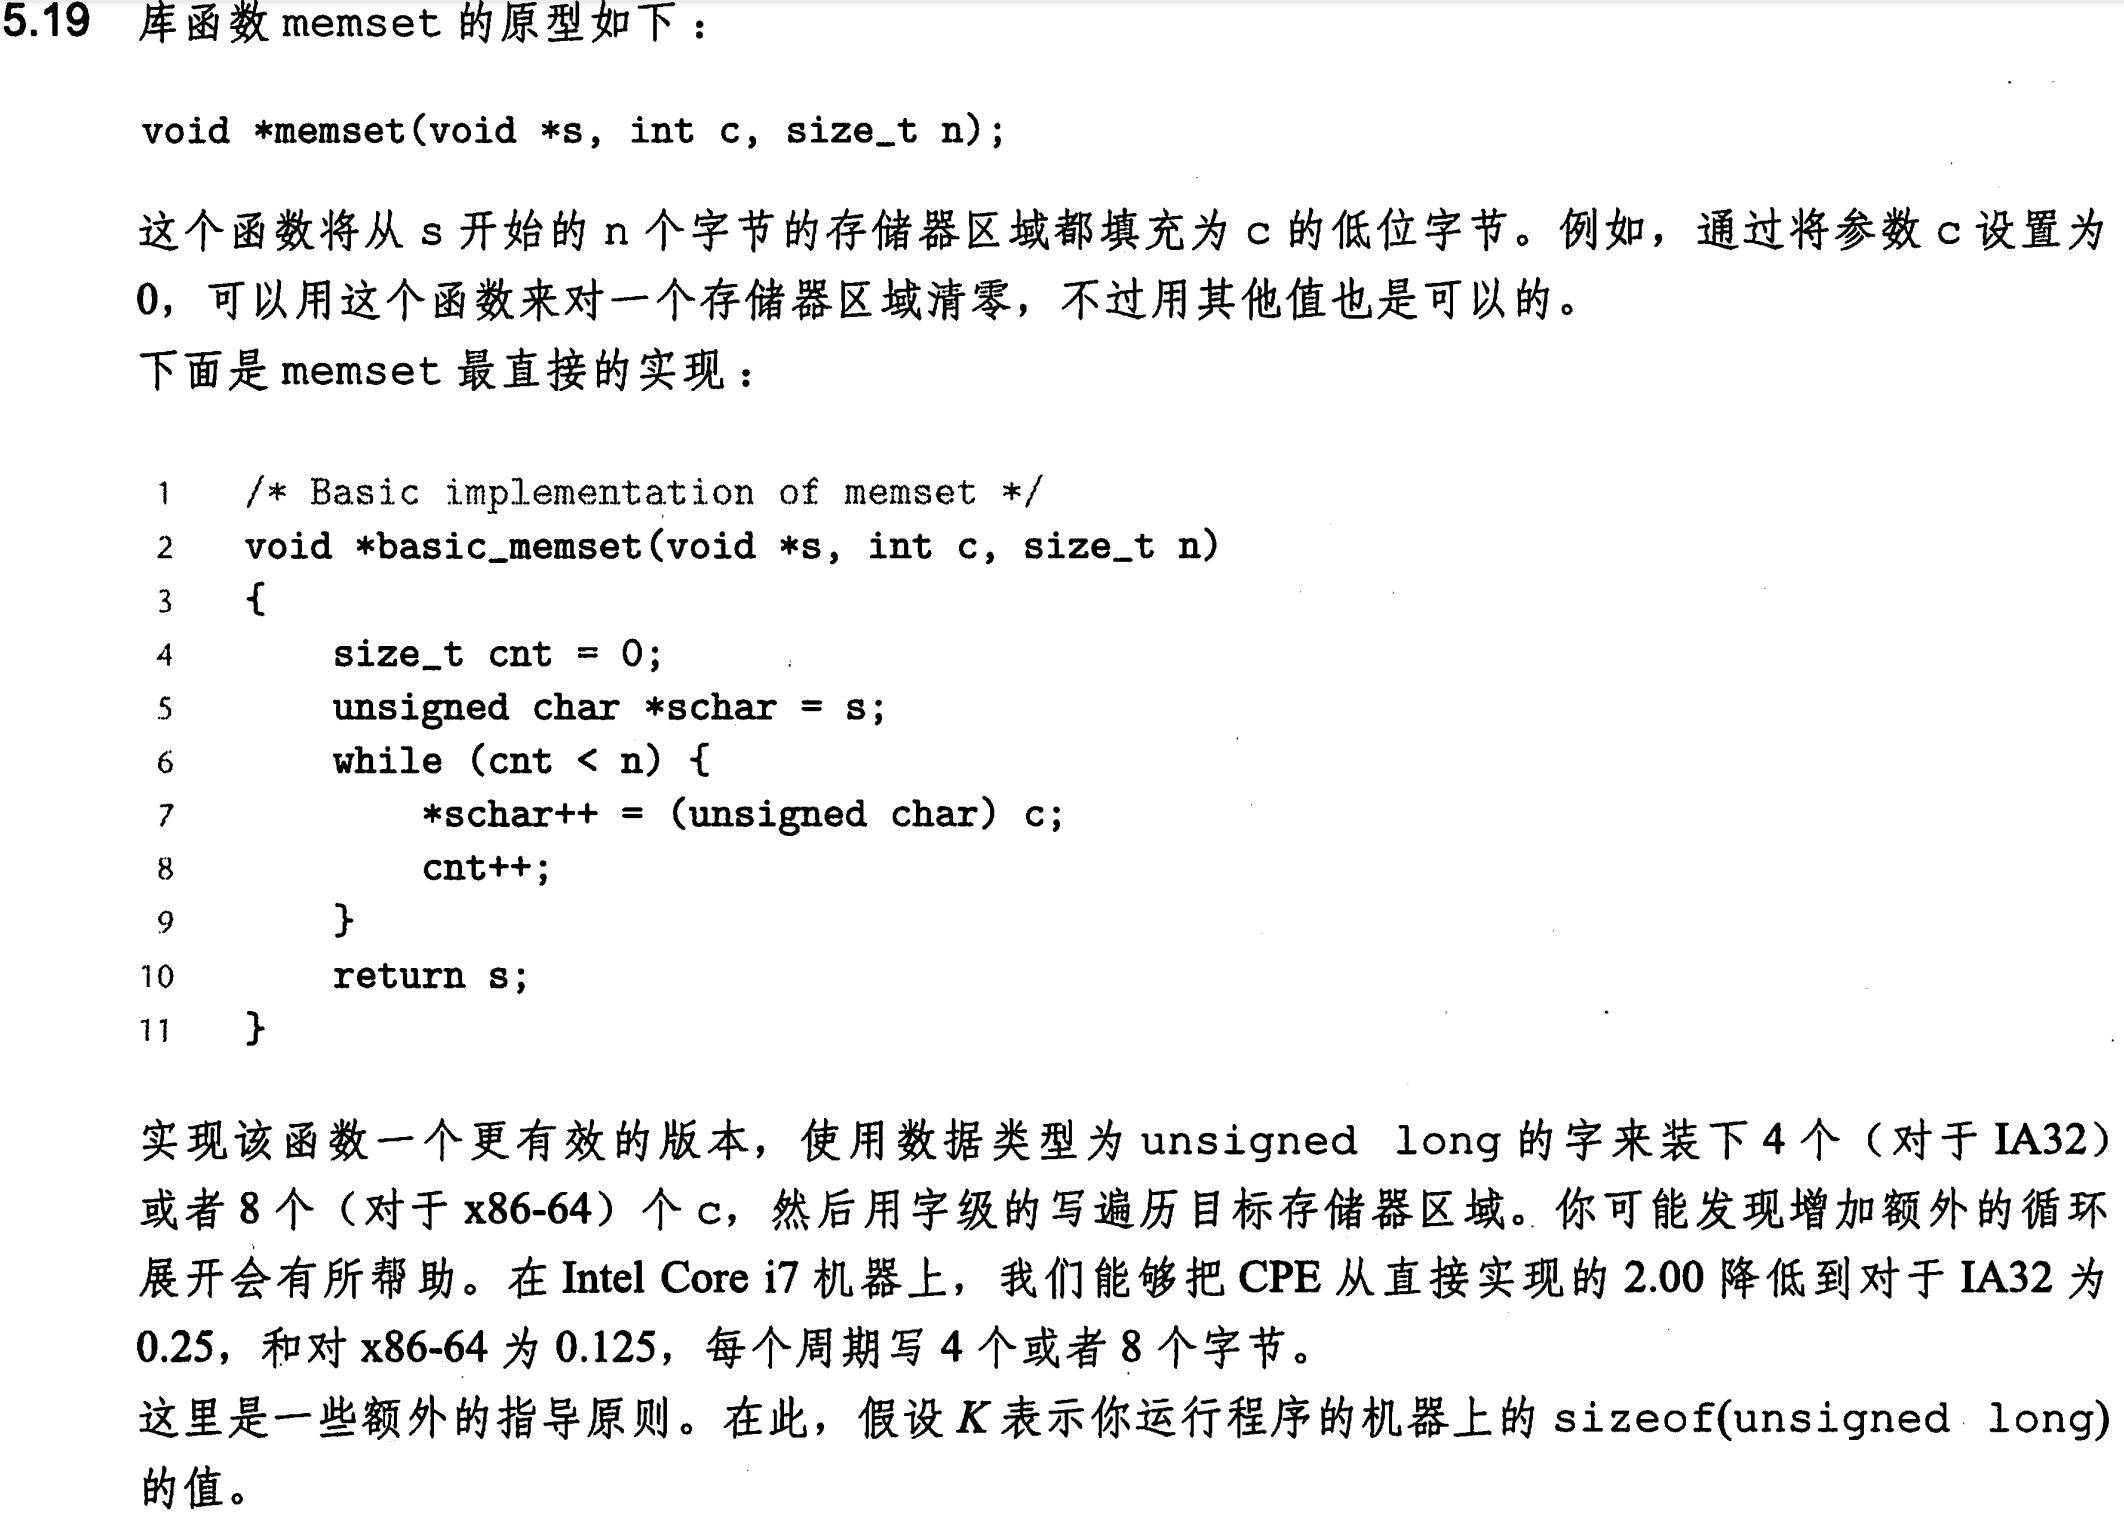 5.19 库函数 memset 的原型如下：
void *memset(void *s, int c, size_t n);
这个函数将从 s 开始的 n 个字节的存储器区域都填充为 c 的低位字节。例如，通过将参数 c 设置为
0，可以用这个函数来对一个存储器区域清零，不过用其他值也是可以的。
下面是 memset 最直接的实现：
1 /* Basic implementation of memset */
2 void *basic_memset(void *s, int c, size_t n)
3 {
4 size_t cnt = 0;
5 unsigned char *schar = s;
6 while (cnt < n) {
7 *schar++ = (unsigned char) c;
8 cnt++;
9 }
10 return s;
11 }
实现该函数一个更有效的版本，使用数据类型为 unsigned long 的字来装下 4 个（对于 IA32）
或者 8 个（对于 x86-64）个 c，然后用字级的写遍历目标存储器区域。你可能发现增加额外的循环
展开会有所帮助。在 Intel Core i7 机器上，我们能够把 CPE 从直接实现的 2.00 降低到对于 IA32 为
0.25，和对 x86-64 为 0.125，每个周期写 4 个或者 8 个字节。
这里是一些额外的指导原则。在此，假设 K 表示你运行程序的机器上的 sizeof(unsigned long)
的值。